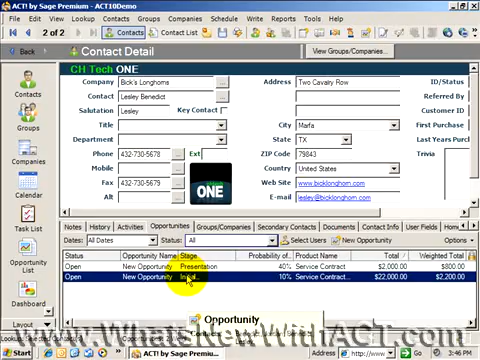 ACT! by Sage Premium - ACT10Demo
File Edit View Lookup Contacts Groups Companies Schedule Write Reports Tools Help
2 of 2 Contacts Contact List
Back Contact Detail View Groups/Companies...
Contacts
Groups
Companies
Calendar
Task List
Opportunity List
Dashboard
Layout
CH Tech ONE
Company Bick's Longhorns Address Two Cavalry Row ID/Status
Contact Lesley Benedict Referred By
Salutation Lesley Key Contact Customer ID
Title City Marfa First Purchase
Department State TX Last Years Purcl
Phone 432-730-5678 Ext ZIP Code 79843 Trivia
Mobile Country United States
Fax 432-730-5679 Web Site www.bicklonghorn.com
Alt E-mail lesley@bicklonghorn.com
ONE
Notes History Activities Opportunities Groups/Companies Secondary Contacts Documents Contact Info User Fields Home
Dates: All Dates Status: All Select Users New Opportunity Options
Status Opportunity Name Stage Probability of... Product Name Total Weighted Total
Open New Opportunity Presentation 40% Service Contract... $2,000.00 $800.00
Open New Opportunity Initial... 10% Service Contract... $22,000.00 $2,200.00
Opportunity
www.WhatsNewWithACT.com
Start ACT! by Sage Premiu... http://www 3:46 PM